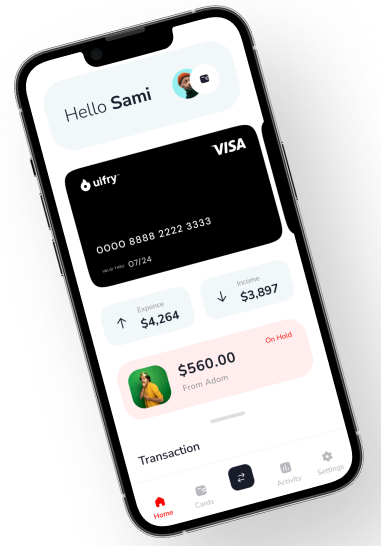 Hello Sami
VISA
uifry™
0000 8888 2222 3333
VALID THRU 07/24
Expence
$4,264
Income
$3,897
On Hold
$560.00
From Adom
Transaction
Home
Cards
Activity
Settings